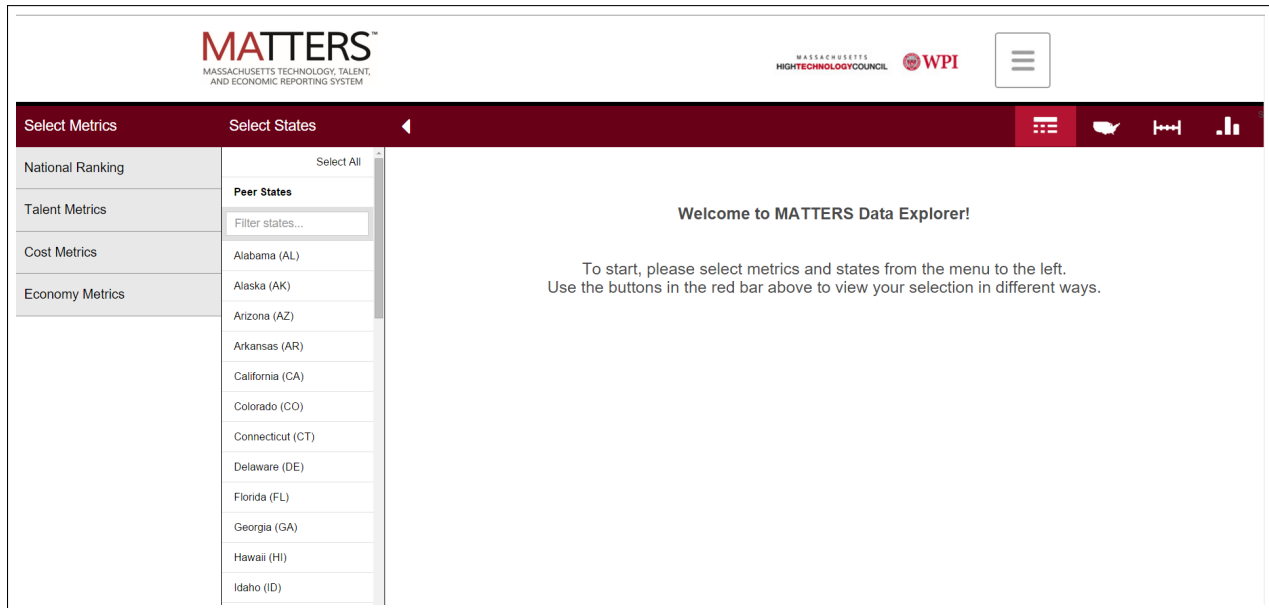 MATTERS™
MASSACHUSETTS TECHNOLOGY, TALENT,
AND ECONOMIC REPORTING SYSTEM
MASSACHUSETTS
HIGHTECHNOLOGYCOUNCIL
WPI
Select Metrics
Select States
National Ranking
Talent Metrics
Cost Metrics
Economy Metrics
Select All
Peer States
Filter states...
Alabama (AL)
Alaska (AK)
Arizona (AZ)
Arkansas (AR)
California (CA)
Colorado (CO)
Connecticut (CT)
Delaware (DE)
Florida (FL)
Georgia (GA)
Hawaii (HI)
Idaho (ID)
Welcome to MATTERS Data Explorer!
To start, please select metrics and states from the menu to the left.
Use the buttons in the red bar above to view your selection in different ways.